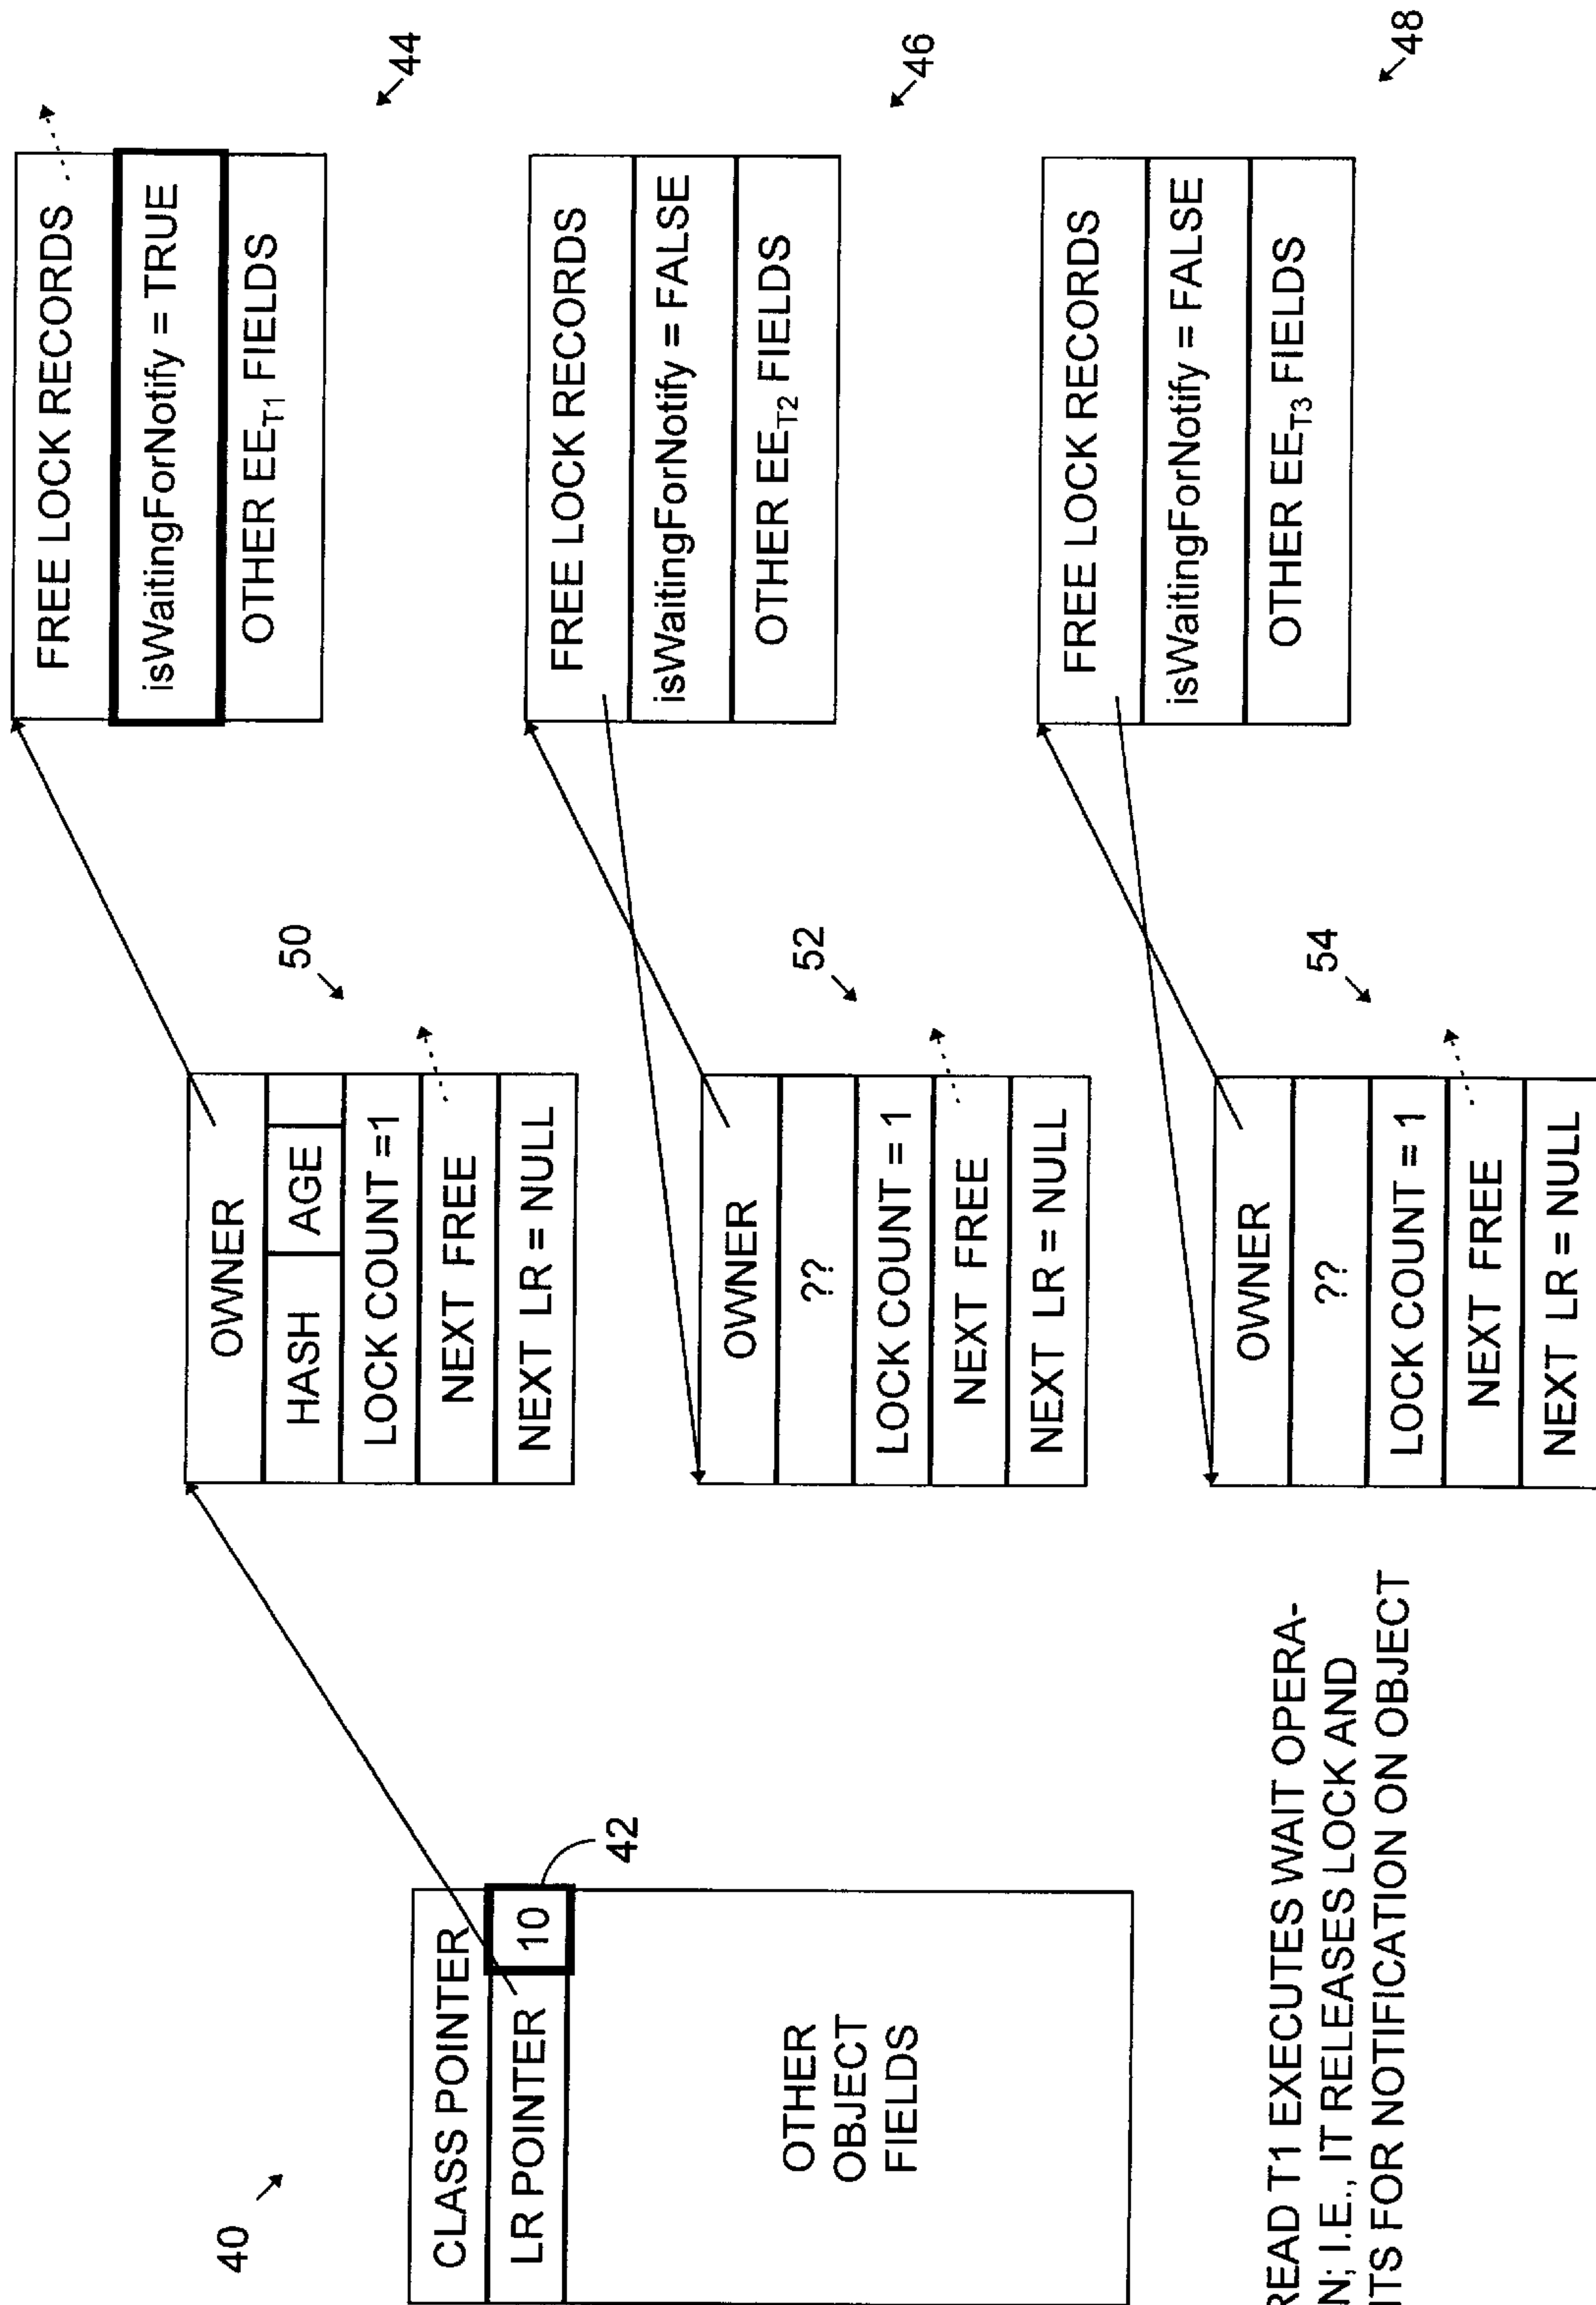 40
CLASS POINTER
LR POINTER
10
42
OTHER
OBJECT
FIELDS
OWNER
HASH
AGE
LOCK COUNT =1
NEXT FREE
NEXT LR = NULL
50
FREE LOCK RECORDS
isWaitingForNotify = TRUE
OTHER EE_T1 FIELDS
44
OWNER
??
LOCK COUNT = 1
NEXT FREE
NEXT LR = NULL
52
FREE LOCK RECORDS
isWaitingForNotify = FALSE
OTHER EE_T2 FIELDS
46
OWNER
??
LOCK COUNT = 1
NEXT FREE
NEXT LR = NULL
54
FREE LOCK RECORDS
isWaitingForNotify = FALSE
OTHER EE_T3 FIELDS
48
READ T1 EXECUTES WAIT OPERA-
N; I.E., IT RELEASES LOCK AND
ITS FOR NOTIFICATION ON OBJECT